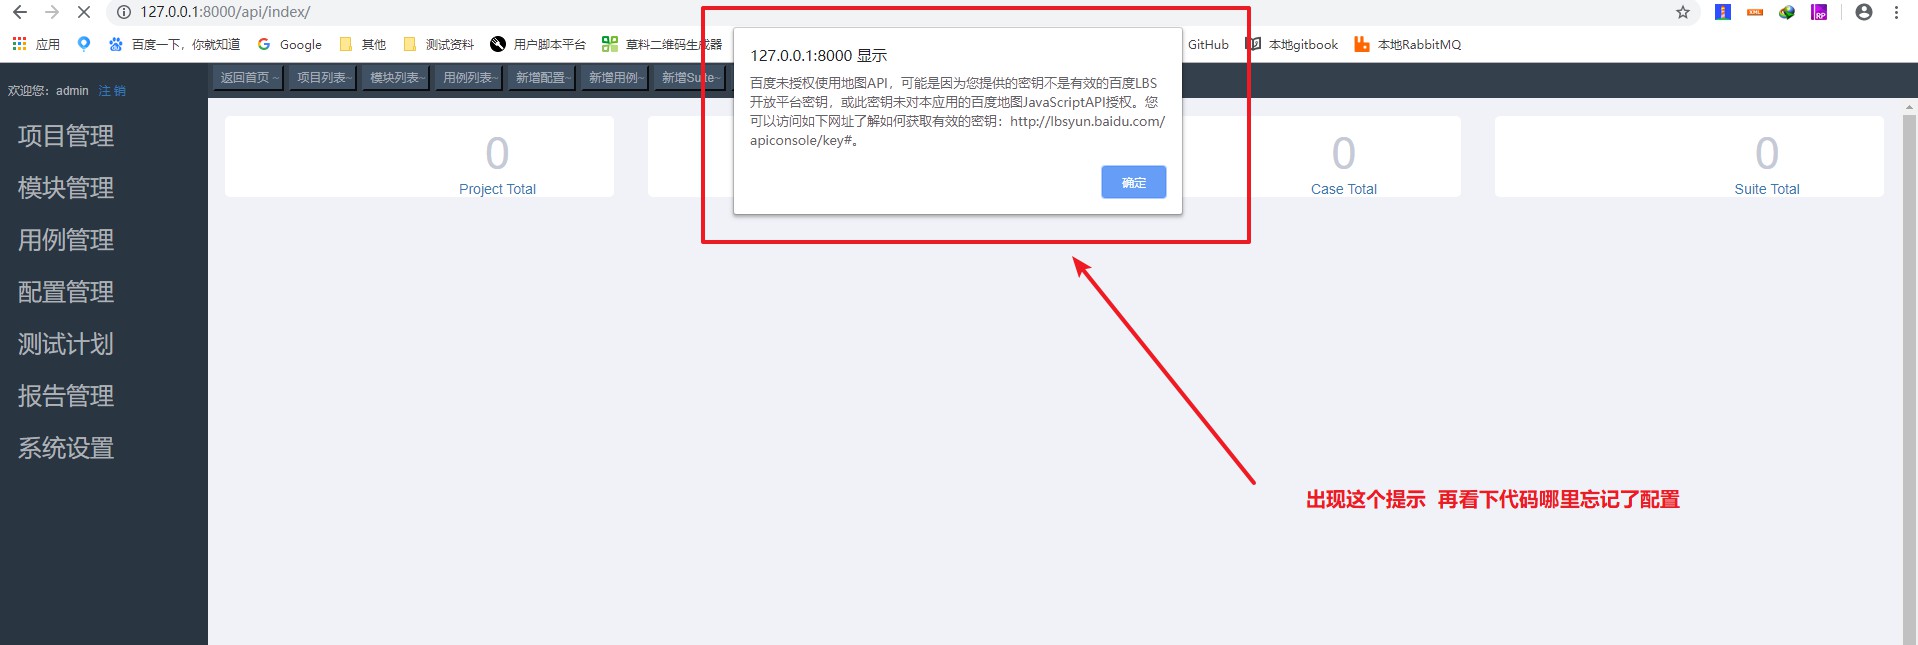 127.0.0.1:8000/api/index/
应用
百度一下，你就知道
Google
其他
测试资料
用户脚本平台
草料二维码生成器
GitHub
本地gitbook
本地RabbitMQ
欢迎您：admin 注 销
返回首页 ~
项目列表~
模块列表~
用例列表~
新增配置~
新增用例~
新增Suite~
127.0.0.1:8000 显示
百度未授权使用地图API，可能是因为您提供的密钥不是有效的百度LBS
开放平台密钥，或此密钥未对本应用的百度地图JavaScriptAPI授权。您
可以访问如下网址了解如何获取有效的密钥：http://lbsyun.baidu.com/
apiconsole/key#。
确定
项目管理
模块管理
用例管理
配置管理
测试计划
报告管理
系统设置
0
Project Total
0
Case Total
0
Suite Total
出现这个提示 再看下代码哪里忘记了配置